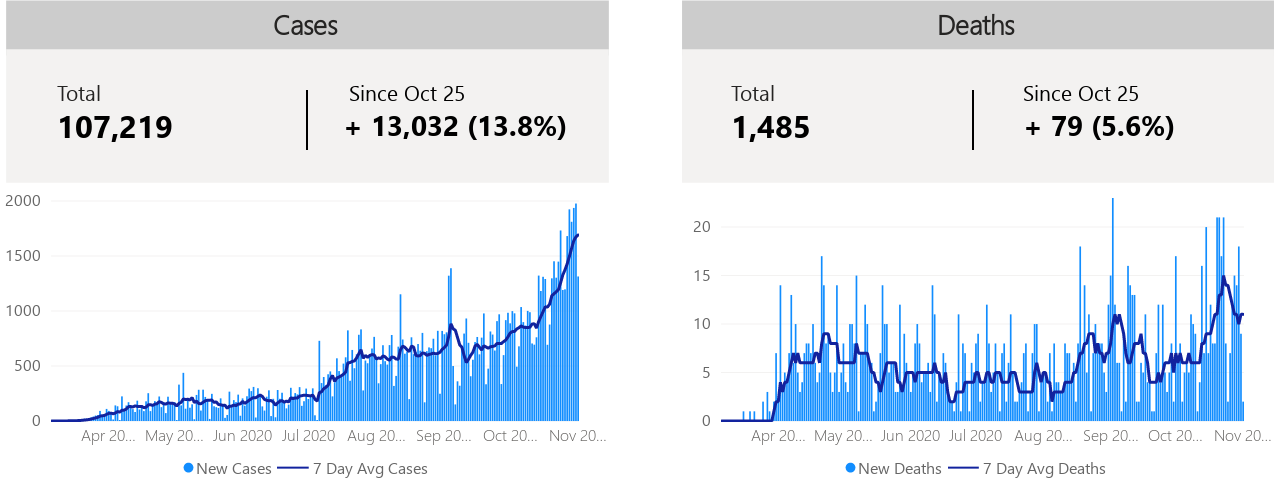 Cases
Total
107,219
Since Oct 25
+ 13,032 (13.8%)
2000
1500
1000
500
0
Apr 20... May 20... Jun 2020 Jul 2020 Aug 20... Sep 20... Oct 20... Nov 20...
New Cases 7 Day Avg Cases
Deaths
Total
1,485
Since Oct 25
+ 79 (5.6%)
20
15
10
5
0
Apr 20... May 20... Jun 2020 Jul 2020 Aug 20... Sep 20... Oct 20... Nov 20...
New Deaths 7 Day Avg Deaths